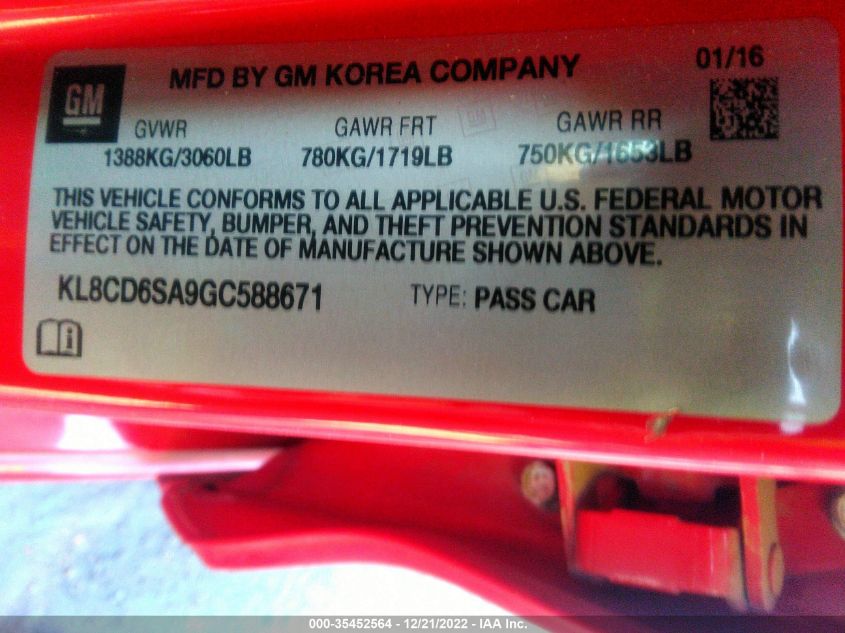 GM
MFD BY GM KOREA COMPANY
01/16
GVWR GAWR FRT GAWR RR
1388KG/3060LB 780KG/1719LB 750KG/1653LB
THIS VEHICLE CONFORMS TO ALL APPLICABLE U.S. FEDERAL MOTOR
VEHICLE SAFETY, BUMPER, AND THEFT PREVENTION STANDARDS IN
EFFECT ON THE DATE OF MANUFACTURE SHOWN ABOVE.
KL8CD6SA9GC588671 TYPE: PASS CAR
000-35452564 - 12/21/2022 - IAA Inc.